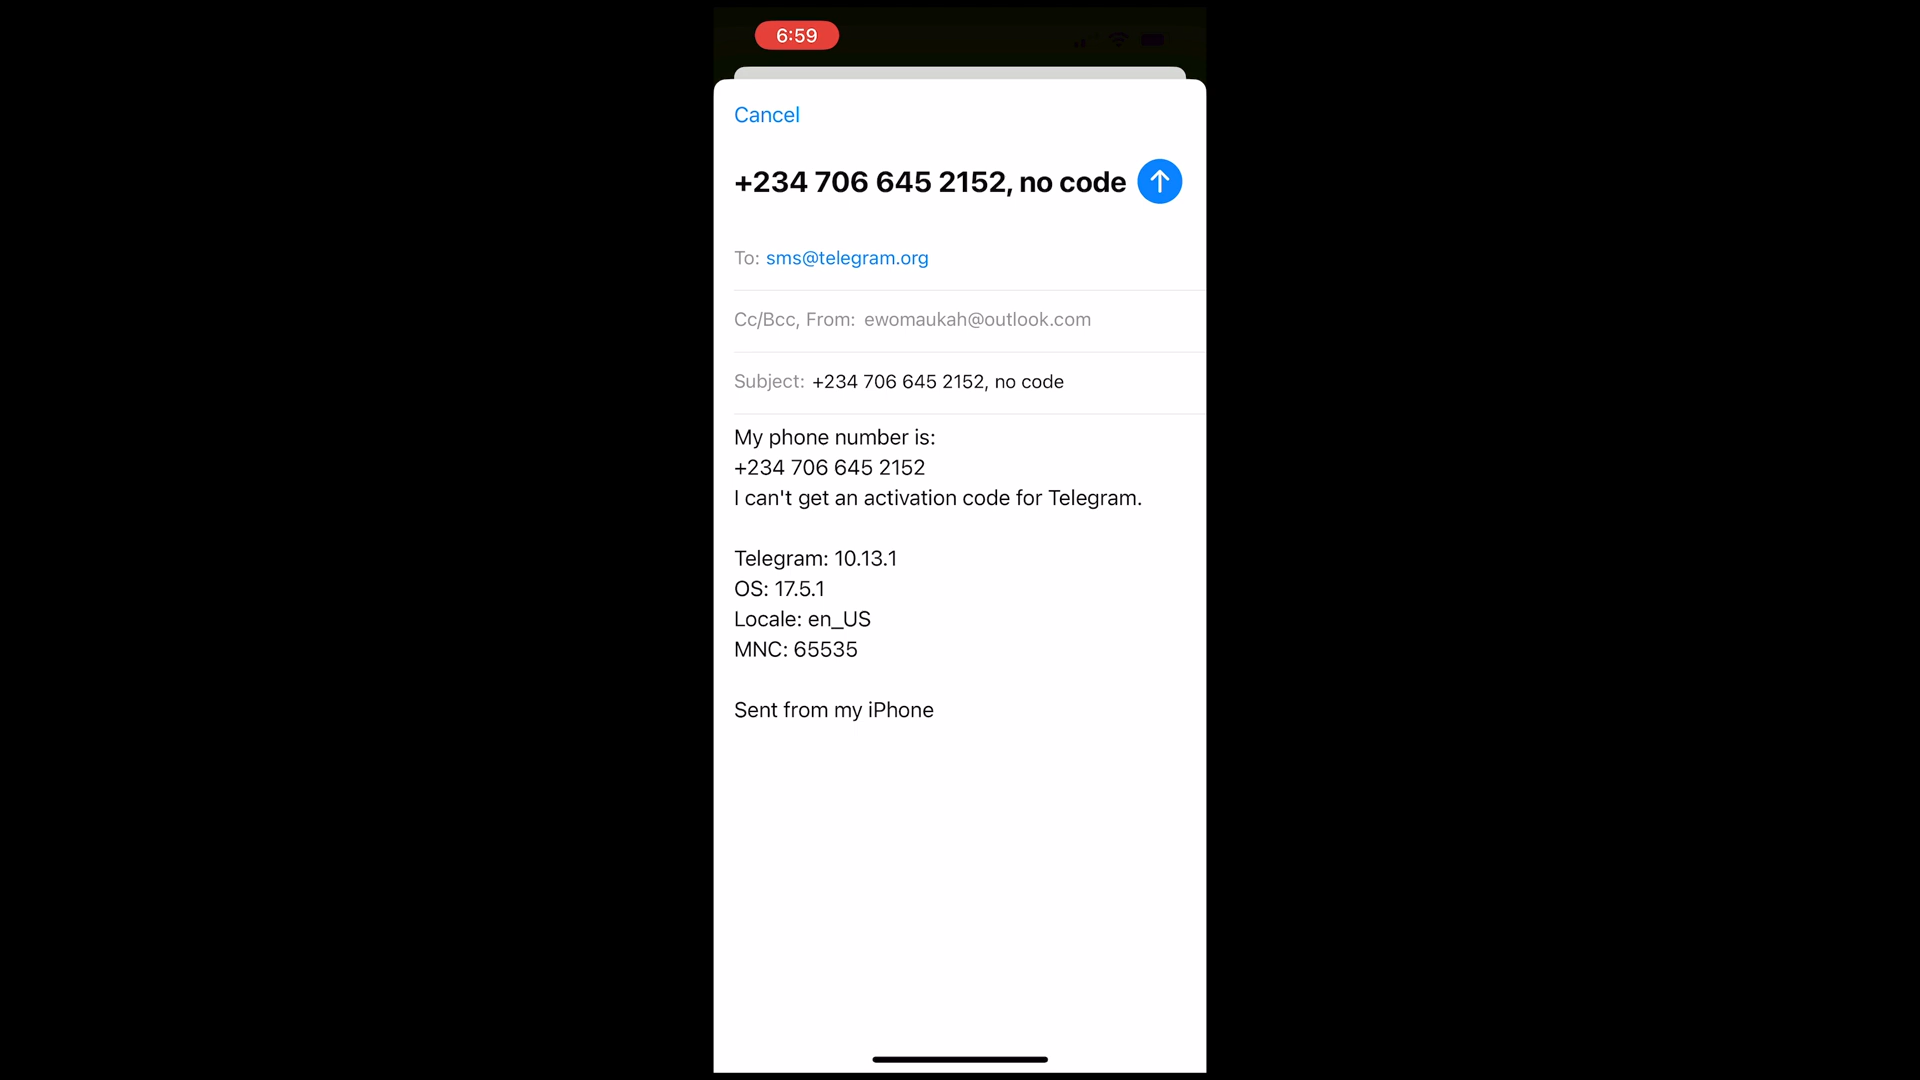 6:59
Cancel
+234 706 645 2152, no code
To: sms@telegram.org
Cc/Bcc, From: ewomaukah@outlook.com
Subject: +234 706 645 2152, no code
My phone number is:
+234 706 645 2152
I can't get an activation code for Telegram.
Telegram: 10.13.1
OS: 17.5.1
Locale: en_US
MNC: 65535
Sent from my iPhone